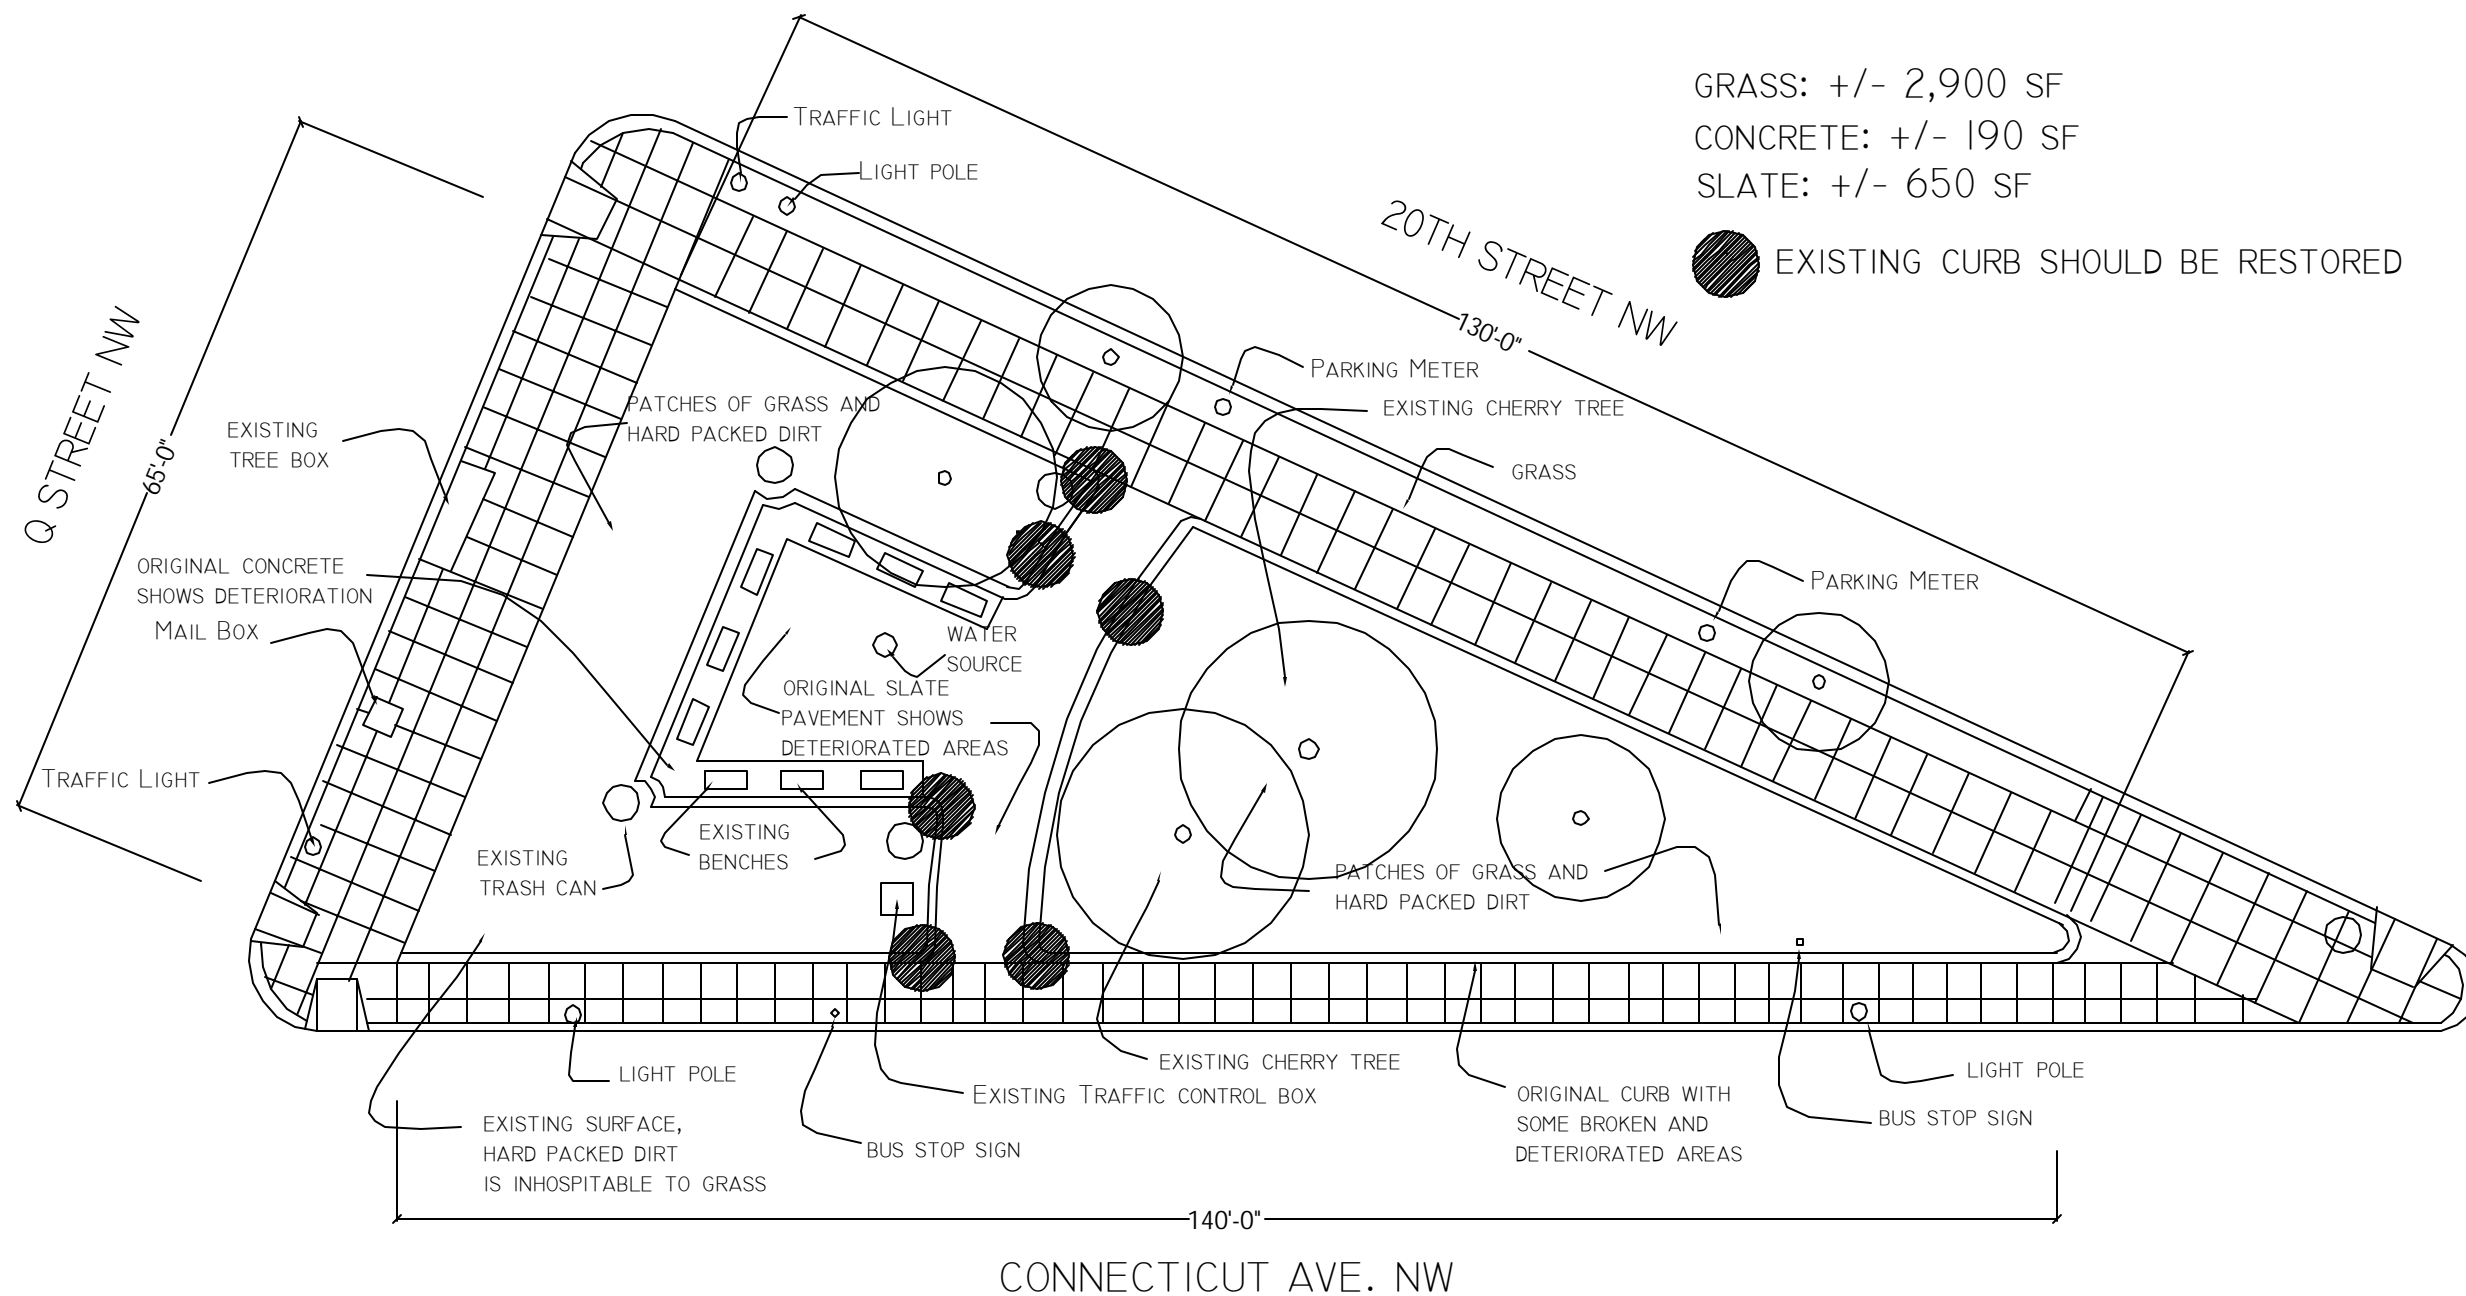 GRASS: +/- 2,900 SF
CONCRETE: +/- 190 SF
SLATE: +/- 650 SF
EXISTING CURB SHOULD BE RESTORED
TRAFFIC LIGHT
LIGHT POLE
20TH STREET NW
130'-0"
PARKING METER
EXISTING CHERRY TREE
GRASS
PARKING METER
Q STREET NW
65'-0"
PATCHES OF GRASS AND
HARD PACKED DIRT
EXISTING
TREE BOX
ORIGINAL CONCRETE
SHOWS DETERIORATION
MAIL BOX
TRAFFIC LIGHT
WATER
SOURCE
ORIGINAL SLATE
PAVEMENT SHOWS
DETERIORATED AREAS
EXISTING
BENCHES
EXISTING
TRASH CAN
PATCHES OF GRASS AND
HARD PACKED DIRT
LIGHT POLE
EXISTING SURFACE,
HARD PACKED DIRT
IS INHOSPITABLE TO GRASS
BUS STOP SIGN
EXISTING TRAFFIC CONTROL BOX
EXISTING CHERRY TREE
ORIGINAL CURB WITH
SOME BROKEN AND
DETERIORATED AREAS
LIGHT POLE
BUS STOP SIGN
140'-0"
CONNECTICUT AVE. NW